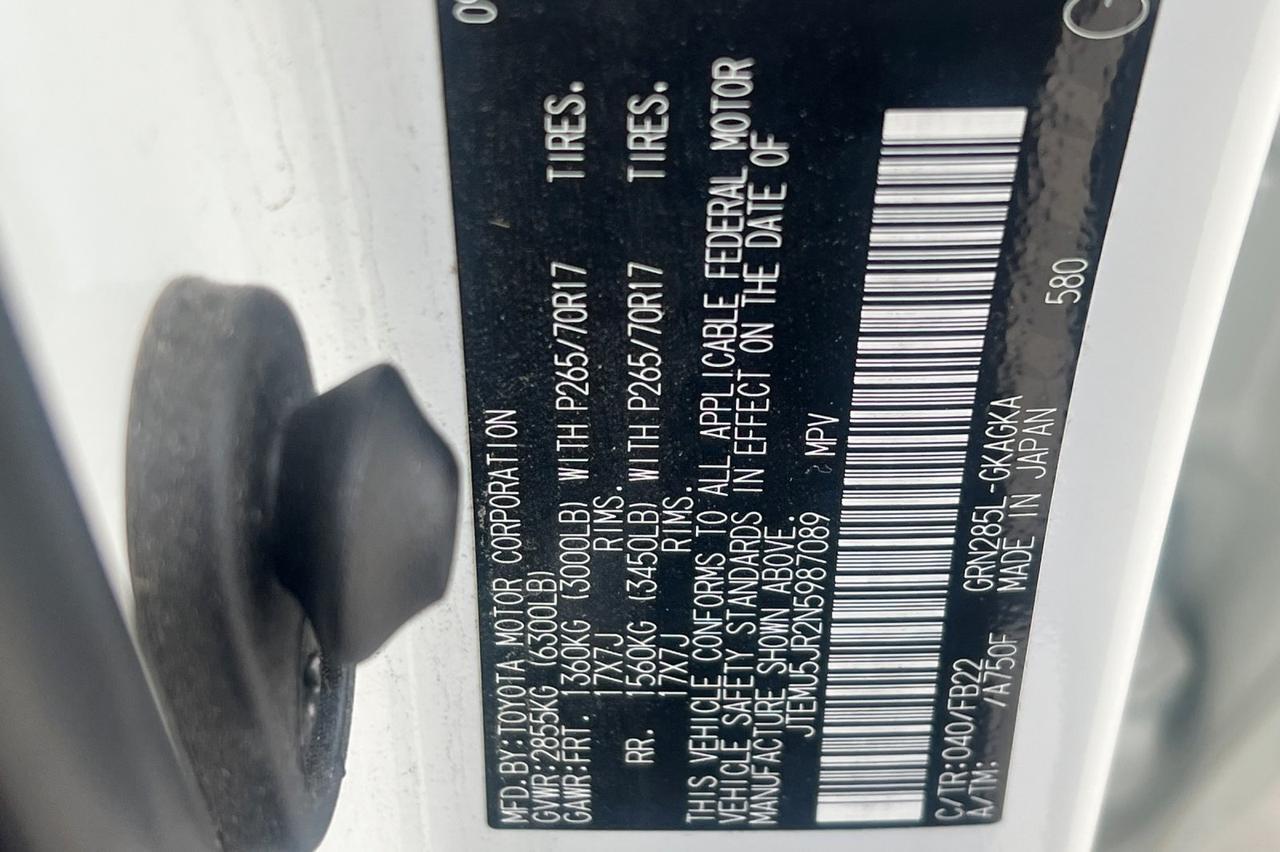 MFD. BY: TOYOTA MOTOR CORPORATION
GVWR: 2855KG (6300LB)
GAWR: FRT. 1360KG (3000LB) WITH P265/70R17 TIRES.
17X7J RIMS.
RR. 1560KG (3450LB) WITH P265/70R17 TIRES.
17X7J RIMS.
THIS VEHICLE CONFORMS TO ALL APPLICABLE FEDERAL MOTOR
VEHICLE SAFETY STANDARDS IN EFFECT ON THE DATE OF
MANUFACTURE SHOWN ABOVE.
JTEMU5JR2N5987089 MPV
C/TR: 040/FB22 GRN285L-GKAGKA 580
A/TM: /A750F MADE IN JAPAN